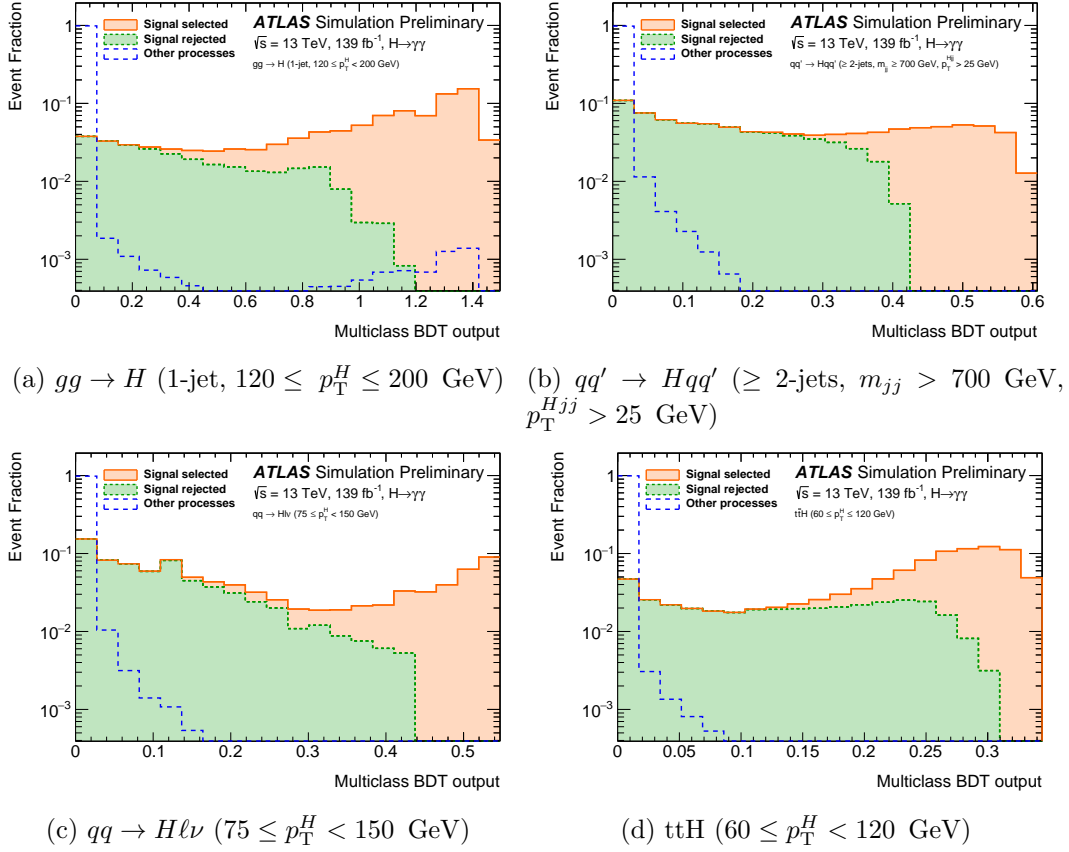 Event Fraction
1
10⁻¹
10⁻²
10⁻³
Signal selected
Signal rejected
Other processes
ATLAS Simulation Preliminary
√s = 13 TeV, 139 fb⁻¹, H→γγ
gg → H (1-jet, 120 ≤ p_T^H < 200 GeV)
0 0.2 0.4 0.6 0.8 1 1.2 1.4
Multiclass BDT output
Event Fraction
1
10⁻¹
10⁻²
10⁻³
Signal selected
Signal rejected
Other processes
ATLAS Simulation Preliminary
√s = 13 TeV, 139 fb⁻¹, H→γγ
qq' → Hqq' (≥ 2-jets, m_jj ≥ 700 GeV, p_T^Hjj > 25 GeV)
0 0.1 0.2 0.3 0.4 0.5 0.6
Multiclass BDT output
(a) gg → H (1-jet, 120 ≤ p_T^H ≤ 200 GeV)
(b) qq′ → Hqq′ (≥ 2-jets, m_jj > 700 GeV,
p_T^Hjj > 25 GeV)
Event Fraction
1
10⁻¹
10⁻²
10⁻³
Signal selected
Signal rejected
Other processes
ATLAS Simulation Preliminary
√s = 13 TeV, 139 fb⁻¹, H→γγ
qq → Hlν (75 ≤ p_T^H < 150 GeV)
0 0.1 0.2 0.3 0.4 0.5
Multiclass BDT output
Event Fraction
1
10⁻¹
10⁻²
10⁻³
Signal selected
Signal rejected
Other processes
ATLAS Simulation Preliminary
√s = 13 TeV, 139 fb⁻¹, H→γγ
tt̄H (60 ≤ p_T^H ≤ 120 GeV)
0 0.05 0.1 0.15 0.2 0.25 0.3
Multiclass BDT output
(c) qq → Hℓν (75 ≤ p_T^H < 150 GeV)
(d) ttH (60 ≤ p_T^H < 120 GeV)